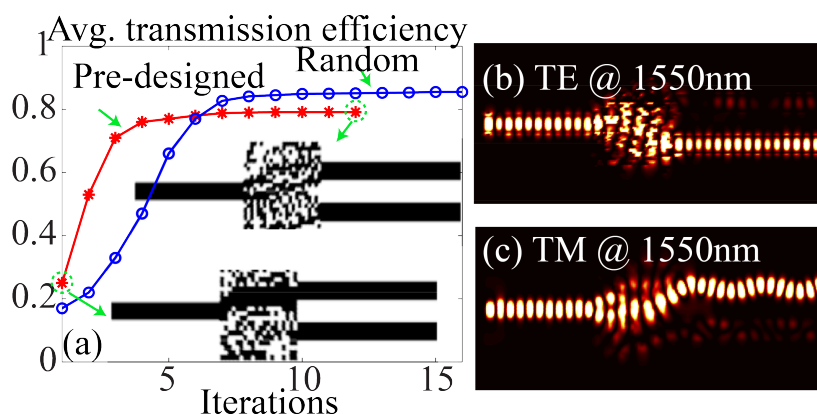 Avg. transmission efficiency
1
0.8
0.6
0.4
0.2
0
Pre-designed
Random
(a)
5
10
15
Iterations
(b) TE @ 1550nm
(c) TM @ 1550nm